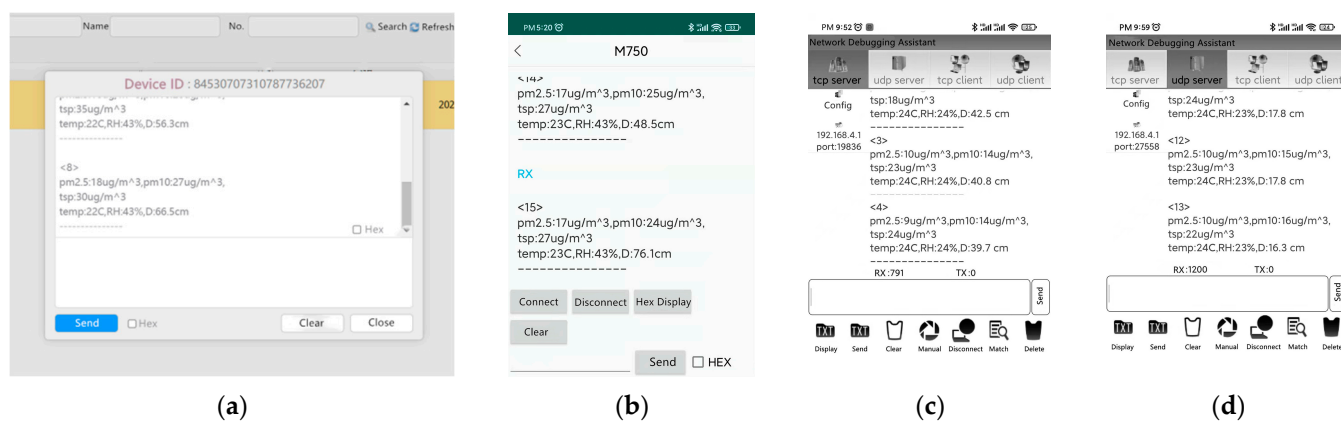 Name
No.
Search
Refresh
Device ID : 84530707310787736207
tsp:35ug/m^3
temp:22C,RH:43%,D:56.3cm
---------------
<8>
pm2.5:18ug/m^3,pm10:27ug/m^3,
tsp:30ug/m^3
temp:22C,RH:43%,D:66.5cm
---------------
Hex
202
Send
Hex
Clear
Close
(a)
PM5:20
33
M750
<14>
pm2.5:17ug/m^3,pm10:25ug/m^3,
tsp:27ug/m^3
temp:23C,RH:43%,D:48.5cm
----------------
RX
<15>
pm2.5:17ug/m^3,pm10:24ug/m^3,
tsp:27ug/m^3
temp:23C,RH:43%,D:76.1cm
----------------
Connect
Disconnect
Hex Display
Clear
Send
HEX
(b)
PM 9:52
Network Debugging Assistant
tcp server
udp server
tcp client
udp client
Config
192.168.4.1
port:19836
tsp:18ug/m^3
temp:24C,RH:24%,D:42.5 cm
----------------
<3>
pm2.5:10ug/m^3,pm10:14ug/m^3,
tsp:23ug/m^3
temp:24C,RH:24%,D:40.8 cm
----------------
<4>
pm2.5:9ug/m^3,pm10:14ug/m^3,
tsp:24ug/m^3
temp:24C,RH:24%,D:39.7 cm
----------------
RX:791
TX:0
Send
TXT
TXT
Display
Send
Clear
Manual
Disconnect
Match
Delete
(c)
PM 9:59
Network Debugging Assistant
tcp server
udp server
tcp client
udp client
Config
192.168.4.1
port:27558
tsp:24ug/m^3
temp:24C,RH:23%,D:17.8 cm
<12>
pm2.5:10ug/m^3,pm10:15ug/m^3,
tsp:23ug/m^3
temp:24C,RH:23%,D:17.8 cm
<13>
pm2.5:10ug/m^3,pm10:16ug/m^3,
tsp:22ug/m^3
temp:24C,RH:23%,D:16.3 cm
RX:1200
TX:0
Send
TXT
TXT
Display
Send
Clear
Manual
Disconnect
Match
Delete
(d)